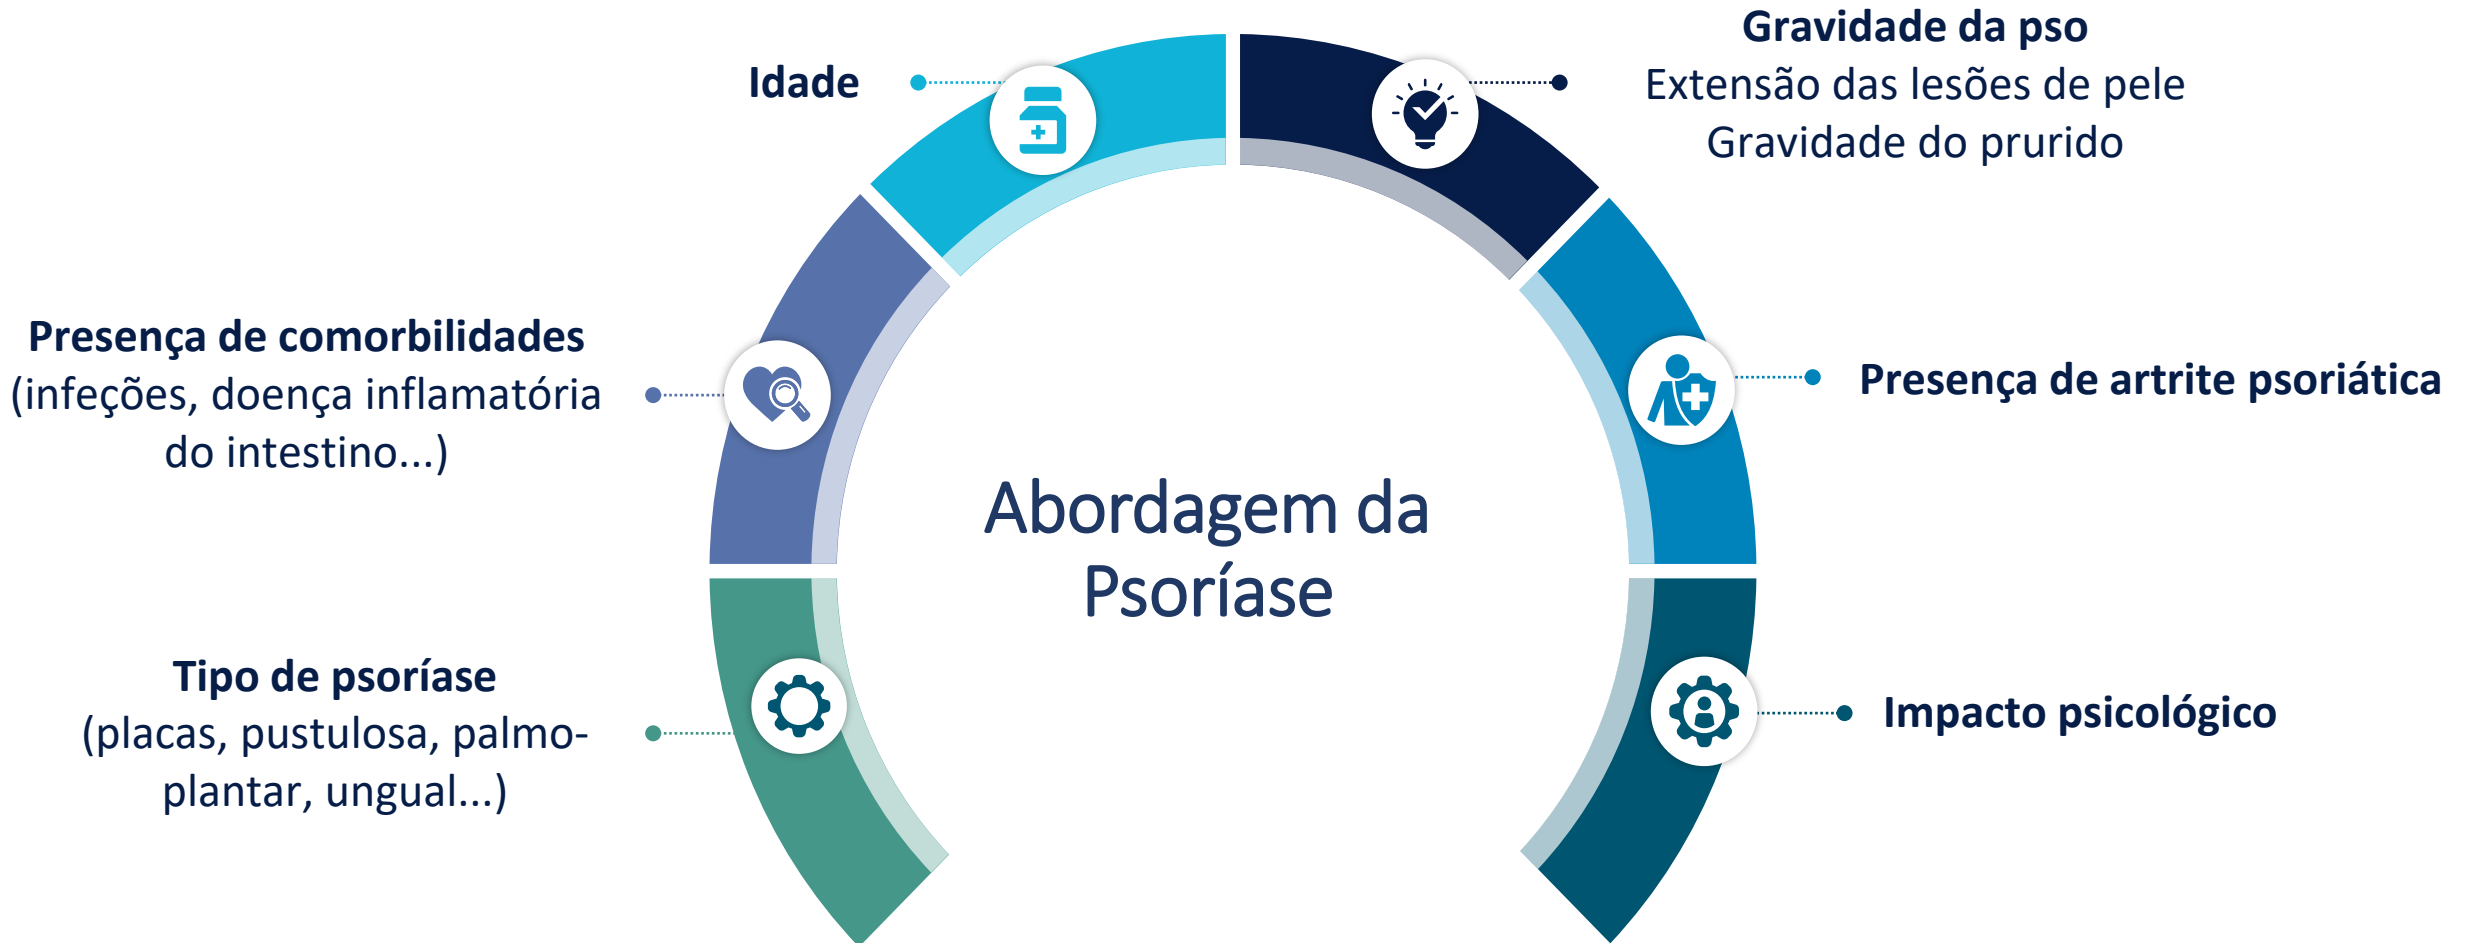 Idade
Gravidade da pso
Extensão das lesões de pele
Gravidade do prurido
Presença de comorbilidades
(infeções, doença inflamatória
do intestino...)
Presença de artrite psoriática
Abordagem da
Psoríase
Tipo de psoríase
(placas, pustulosa, palmo-
plantar, ungual...)
Impacto psicológico